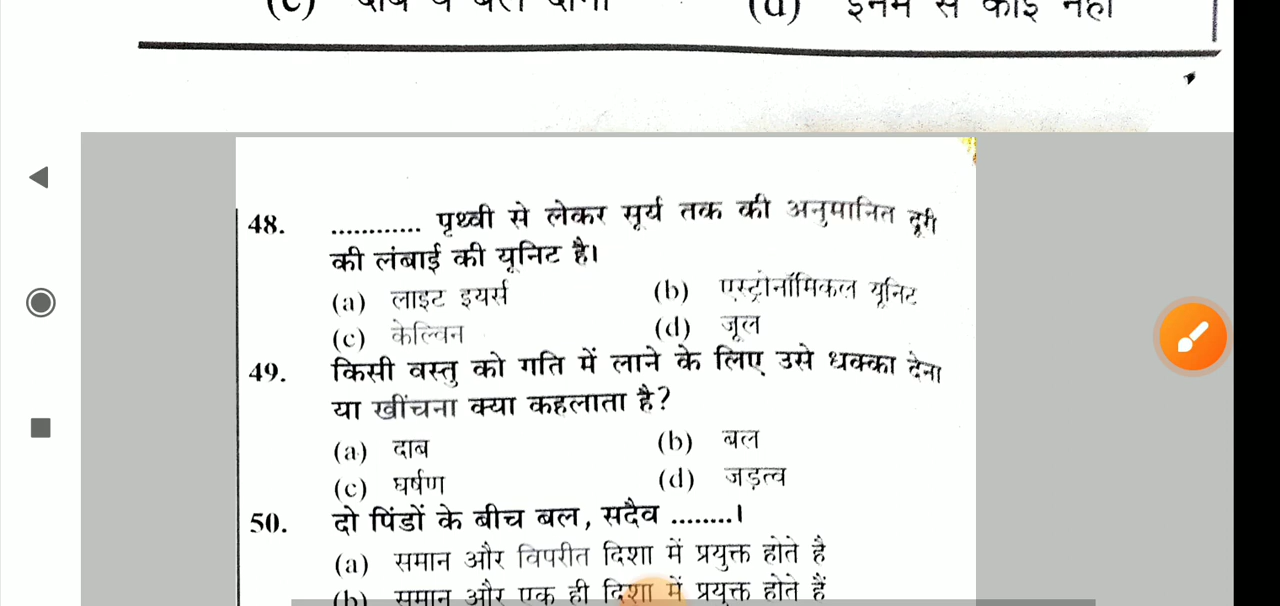 (c) दाब व बल दोनों (d) इनमें से कोई नहीं
48. ............ पृथ्वी से लेकर सूर्य तक की अनुमानित दूरी
की लंबाई की यूनिट है।
(a) लाइट इयर्स (b) एस्ट्रोनॉमिकल यूनिट
(c) केल्विन (d) जूल
49. किसी वस्तु को गति में लाने के लिए उसे धक्का देना
या खींचना क्या कहलाता है?
(a) दाब (b) बल
(c) घर्षण (d) जड़त्व
50. दो पिंडों के बीच बल, सदैव ........।
(a) समान और विपरीत दिशा में प्रयुक्त होते है
(b) समान और एक ही दिशा में प्रयुक्त होते हैं